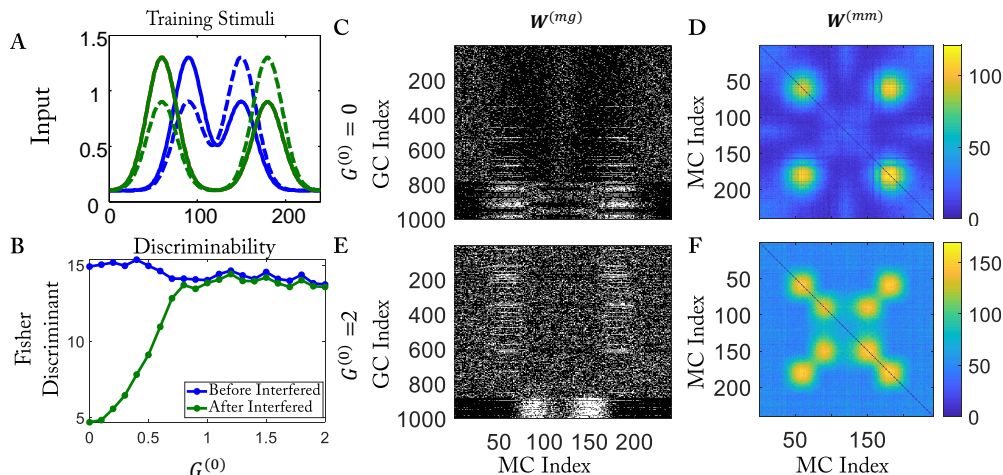 Training Stimuli
A
Input
1.5
1
0.5
0
0 100 200
B
Discriminability
Fisher
Discriminant
15
10
5
Before Interfered
After Interfered
0 0.5 1 1.5 2
G^(0)
C
W^(mg)
G^(0) = 0
GC Index
200
400
600
800
1000
D
W^(mm)
MC Index
50
100
150
200
100
50
0
E
G^(0) =2
GC Index
200
400
600
800
1000
50 100 150 200
MC Index
F
MC Index
50
100
150
200
50 150
MC Index
150
100
50
0